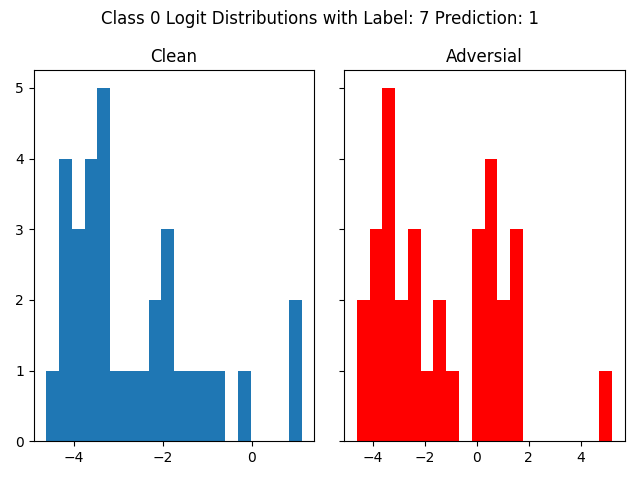 Class 0 Logit Distributions with Label: 7 Prediction: 1
Clean
Adversial
5
4
3
2
1
0
−4 −2 0
−4 −2 0 2 4